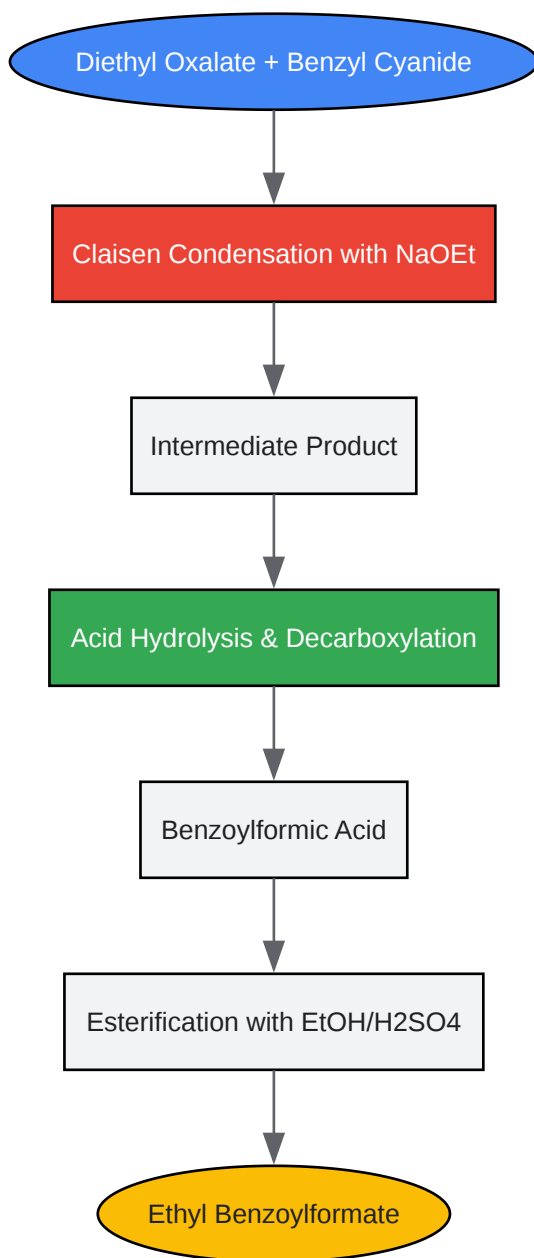 Diethyl Oxalate + Benzyl Cyanide
Claisen Condensation with NaOEt
Intermediate Product
Acid Hydrolysis & Decarboxylation
Benzoylformic Acid
Esterification with EtOH/H2SO4
Ethyl Benzoylformate